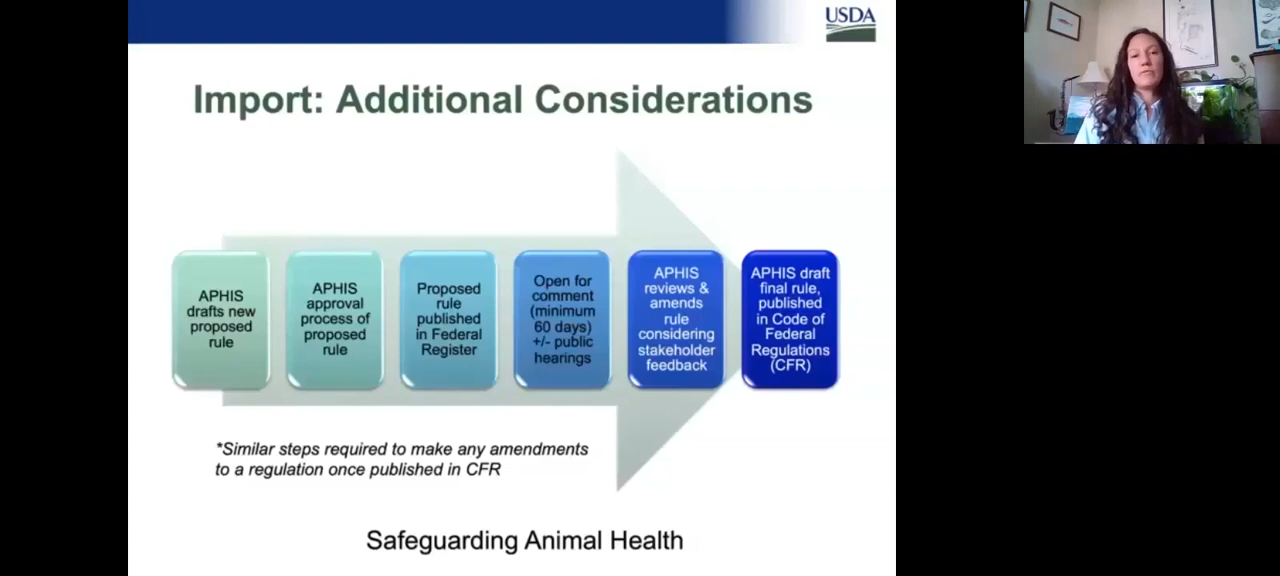 USDA
Import: Additional Considerations
APHIS
drafts new
proposed
rule
APHIS
approval
process of
proposed
rule
Proposed
rule
published
in Federal
Register
Open for
comment
(minimum
60 days)
+/- public
hearings
APHIS
reviews &
amends
rule
considering
stakeholder
feedback
APHIS draft
final rule,
published
in Code of
Federal
Regulations
(CFR)
*Similar steps required to make any amendments
to a regulation once published in CFR
Safeguarding Animal Health